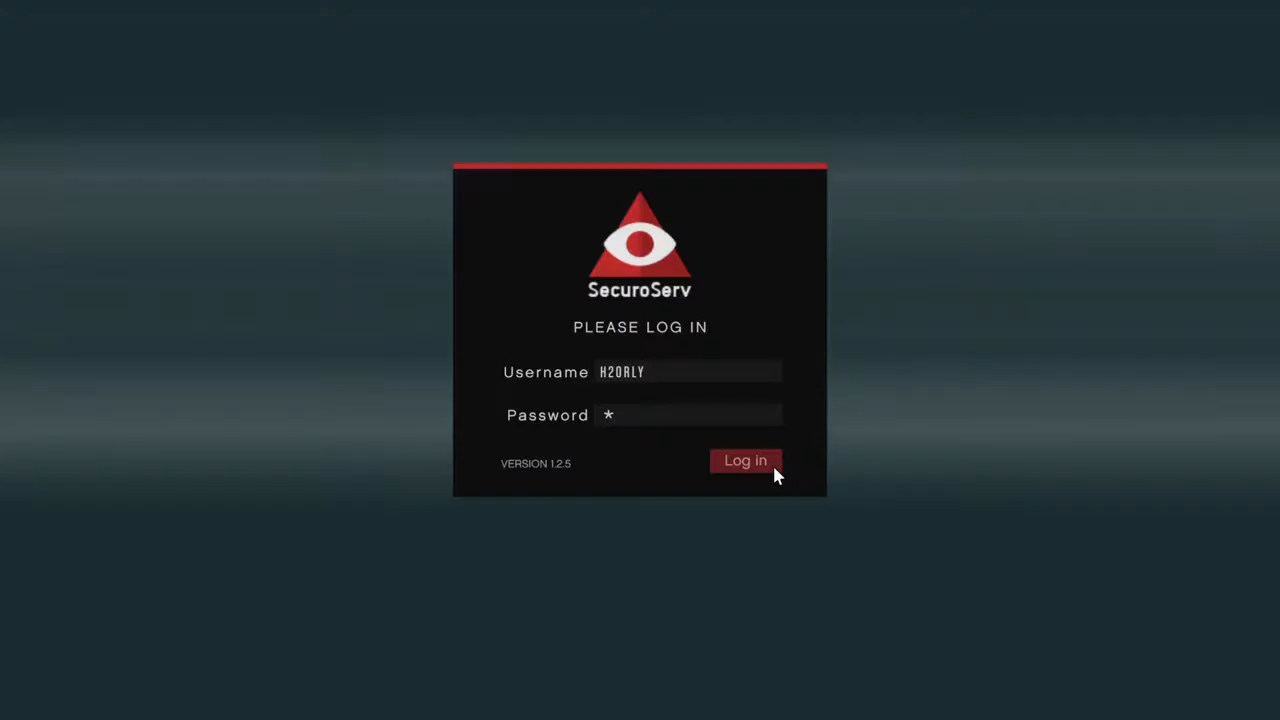 SecuroServ
PLEASE LOG IN
Username H2ORLY
Password *
VERSION 1.2.5
Log in